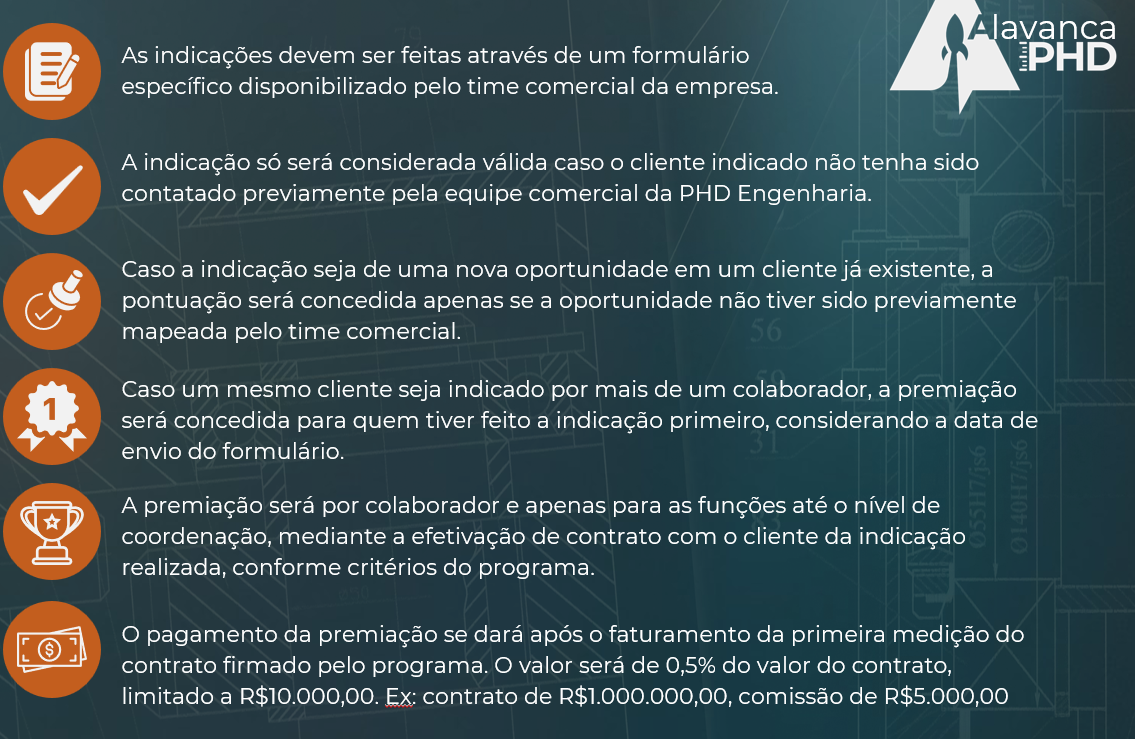 Alavanca
PHD
As indicações devem ser feitas através de um formulário
específico disponibilizado pelo time comercial da empresa.
A indicação só será considerada válida caso o cliente indicado não tenha sido
contatado previamente pela equipe comercial da PHD Engenharia.
Caso a indicação seja de uma nova oportunidade em um cliente já existente, a
pontuação será concedida apenas se a oportunidade não tiver sido previamente
mapeada pelo time comercial.
56
Caso um mesmo cliente seja indicado por mais de um colaborador, a premiação
1
será concedida para quem tiver feito a indicação primeiro, considerando a data de
envio do formulário.
31
Ø55H7/js6
Ø140H7/js6
A premiação será por colaborador e apenas para as funções até o nível de
coordenação, mediante a efetivação de contrato com o cliente da indicação
realizada, conforme critérios do programa.
O pagamento da premiação se dará após o faturamento da primeira medição do
contrato firmado pelo programa. O valor será de 0,5% do valor do contrato,
$
limitado a R$10.000,00. Ex: contrato de R$1.000.000,00, comissão de R$5.000,00